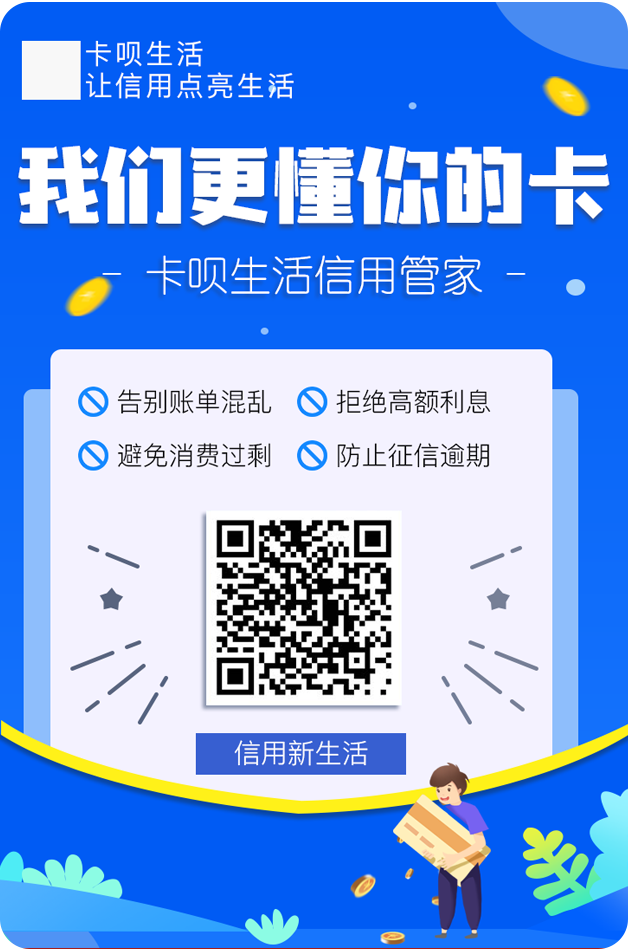 卡呗生活
让信用点亮生活
我们更懂你的卡
- 卡呗生活信用管家 -
告别账单混乱 拒绝高额利息
避免消费过剩 防止征信逾期
信用新生活